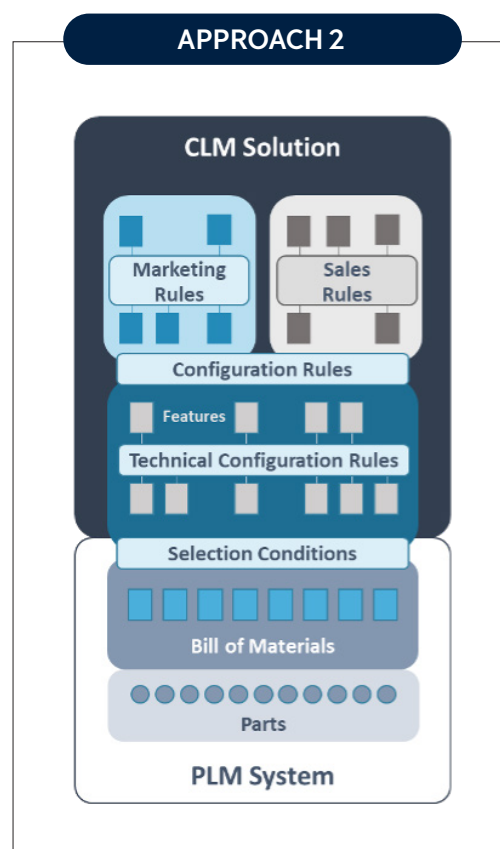 APPROACH 2
CLM Solution
Marketing
Rules
Sales
Rules
Configuration Rules
Features
Technical Configuration Rules
Selection Conditions
Bill of Materials
Parts
PLM System